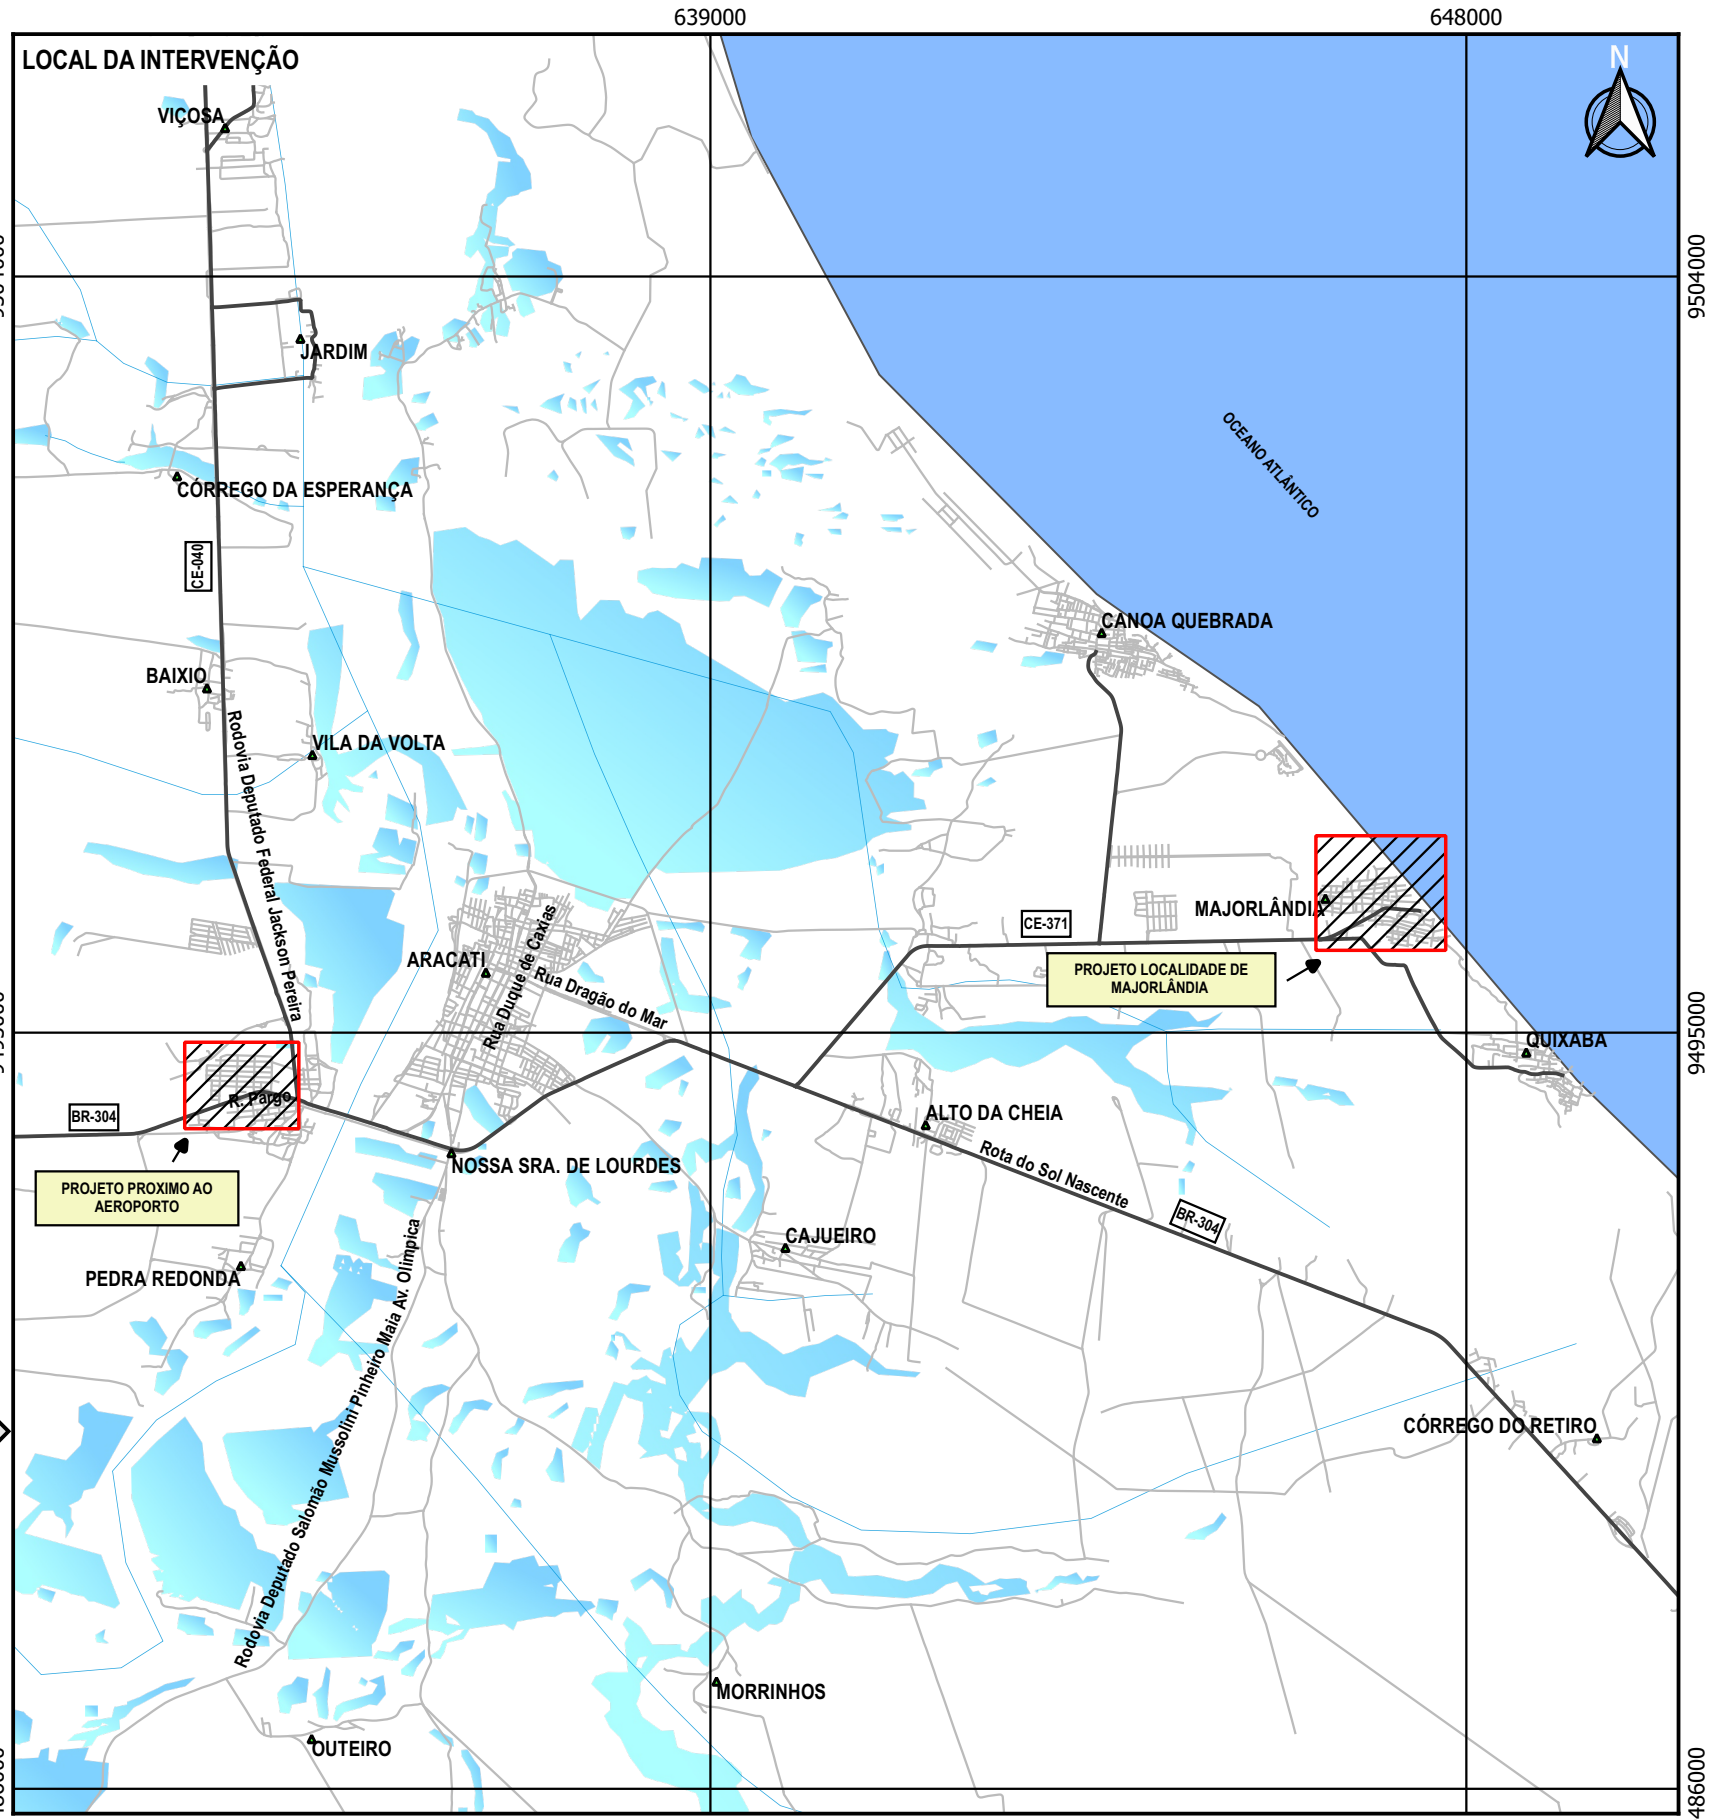 639000
648000
LOCAL DA INTERVENÇÃO
N
VIÇOSA
9504000
JARDIM
OCEANO ATLÂNTICO
CÓRREGO DA ESPERANÇA
CE-040
CANOA QUEBRADA
BAIXIO
Rodovia Deputado Federal Jackson Pereira
VILA DA VOLTA
MAJORLÂNDIA
CE-371
ARACATI
Rua Duque de Caxias
Rua Dragão do Mar
PROJETO LOCALIDADE DE
MAJORLÂNDIA
9495000
QUIXABA
R. Pargo
BR-304
ALTO DA CHEIA
NOSSA SRA. DE LOURDES
Rota do Sol Nascente
PROJETO PROXIMO AO
AEROPORTO
BR-304
CAJUEIRO
PEDRA REDONDA
Rodovia Deputado Salomão Mussolini Pinheiro Maia Av. Olimpica
CÓRREGO DO RETIRO
MORRINHOS
OUTEIRO
486000